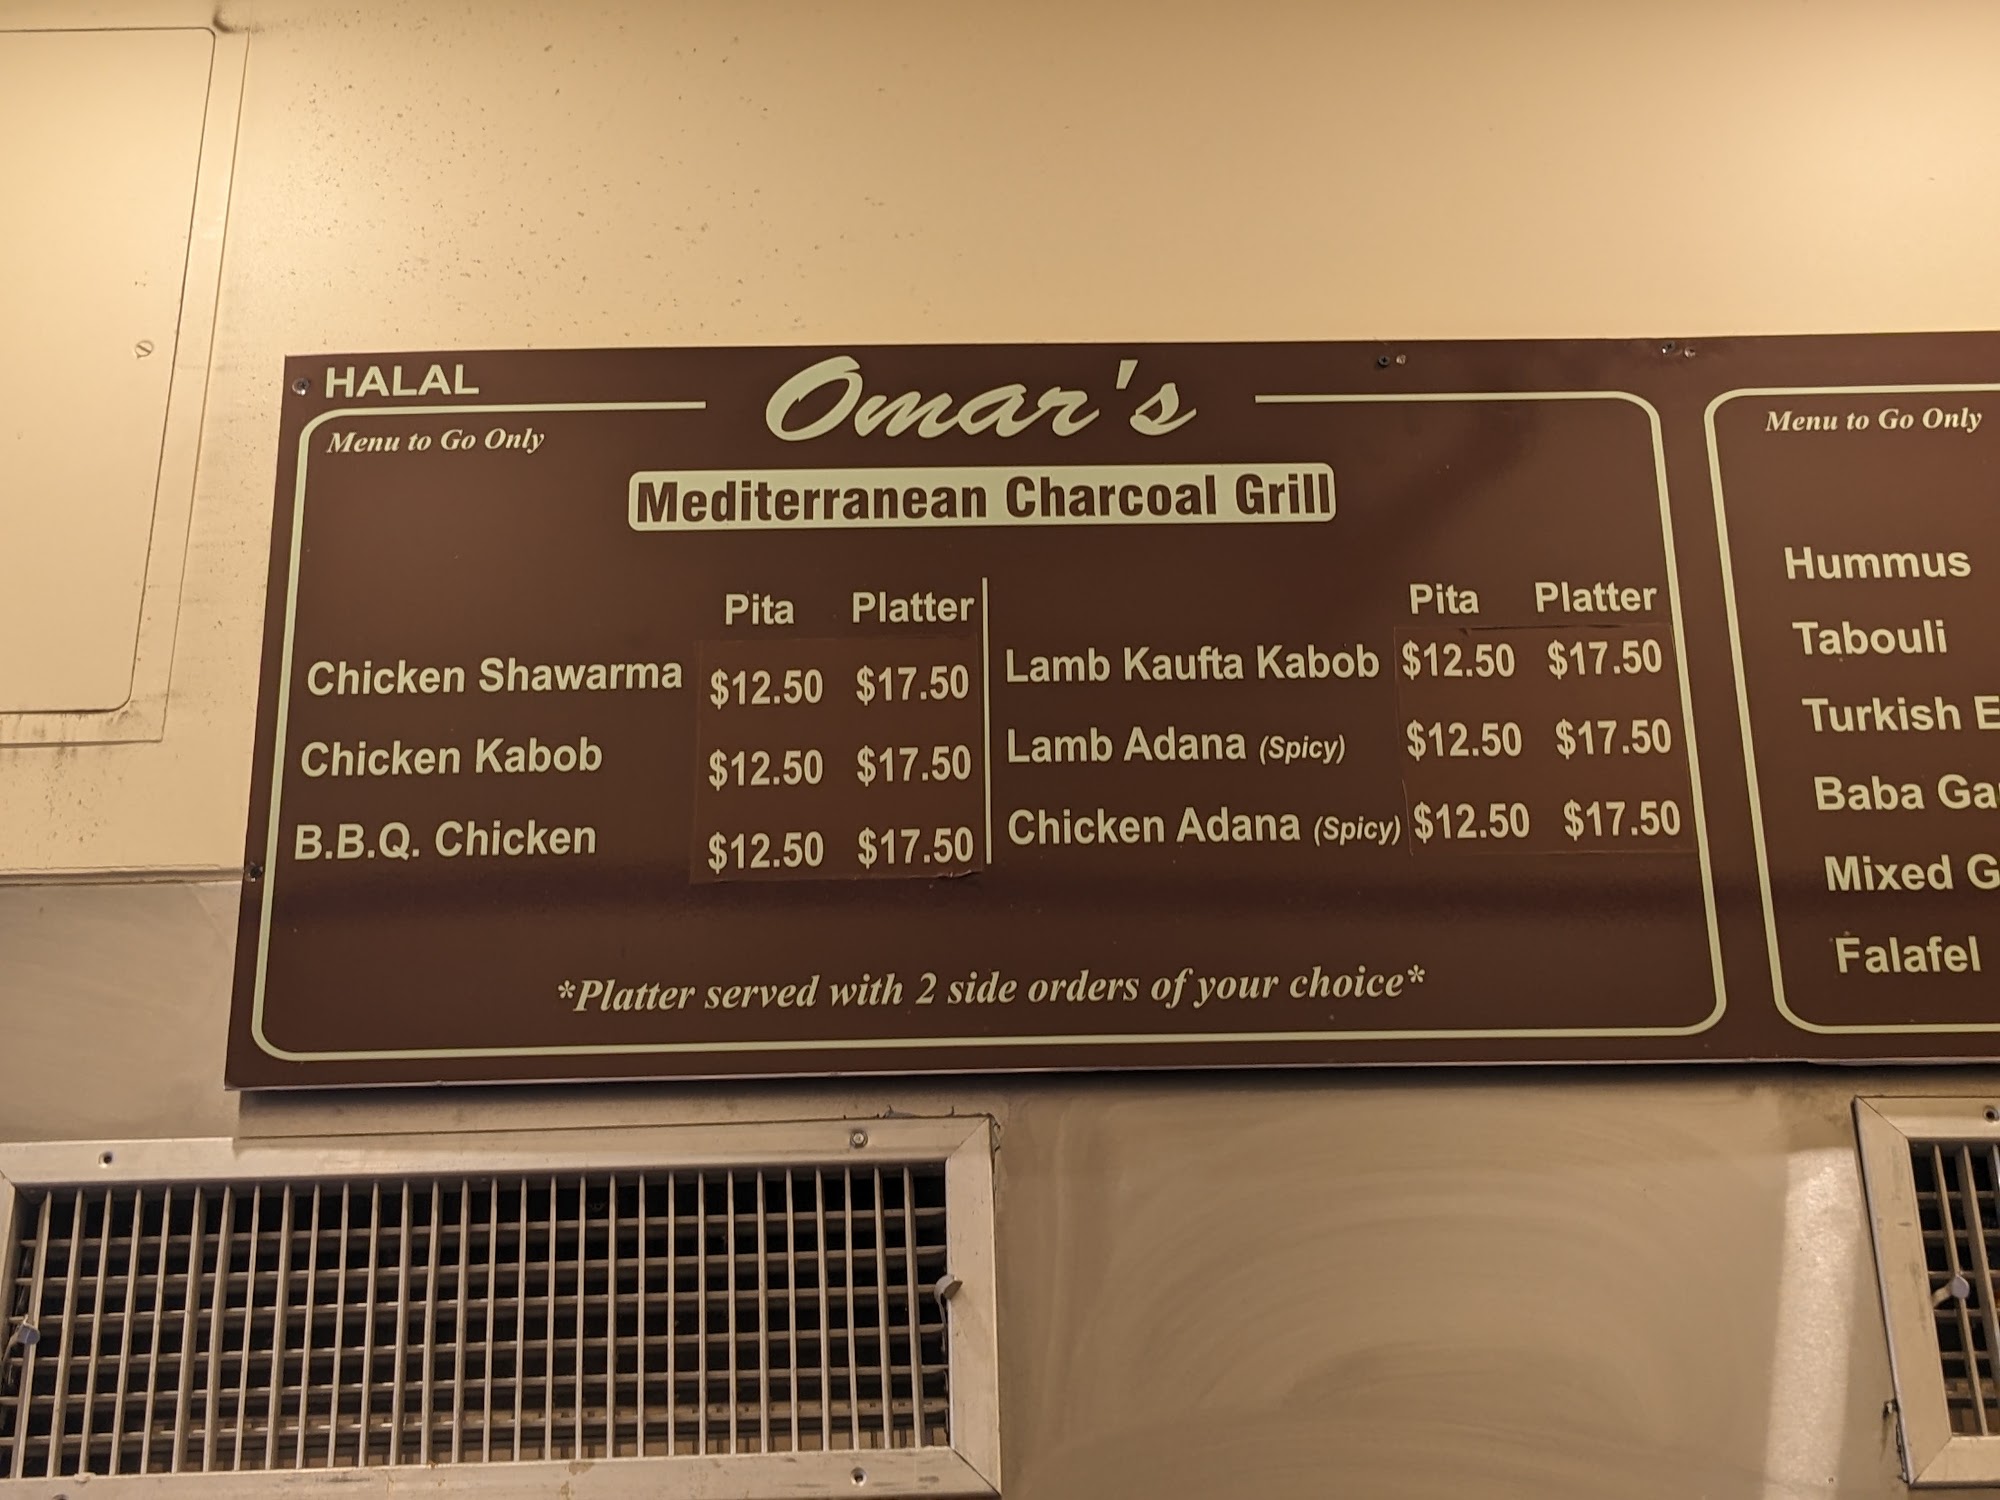 HALAL
Omar's
Menu to Go Only
Mediterranean Charcoal Grill
Pita Platter
Chicken Shawarma $12.50 $17.50
Chicken Kabob $12.50 $17.50
B.B.Q. Chicken $12.50 $17.50
Pita Platter
Lamb Kaufta Kabob $12.50 $17.50
Lamb Adana (Spicy) $12.50 $17.50
Chicken Adana (Spicy) $12.50 $17.50
*Platter served with 2 side orders of your choice*
Menu to Go Only
Hummus
Tabouli
Turkish
Baba
Mixed
Falafel